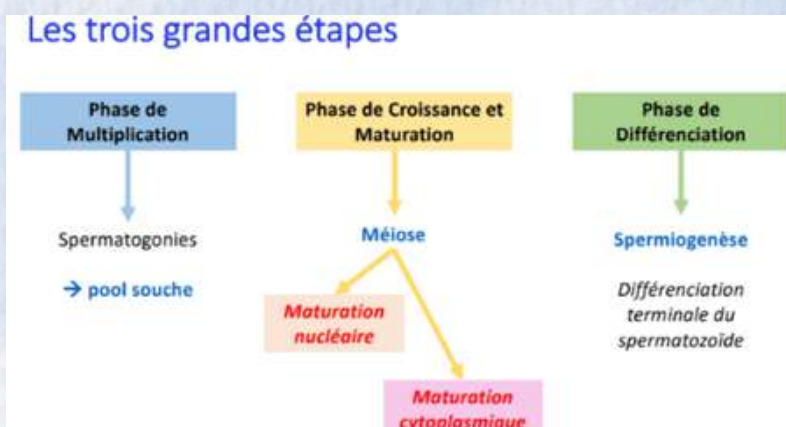 Les trois grandes étapes
Phase de
Multiplication
Spermatogonies
→ pool souche
Phase de Croissance et
Maturation
Méiose
Maturation
nucléaire
Maturation
cytoplasmique
Phase de
Différenciation
Spermiogenèse
Différenciation
terminale du
spermatozoïde